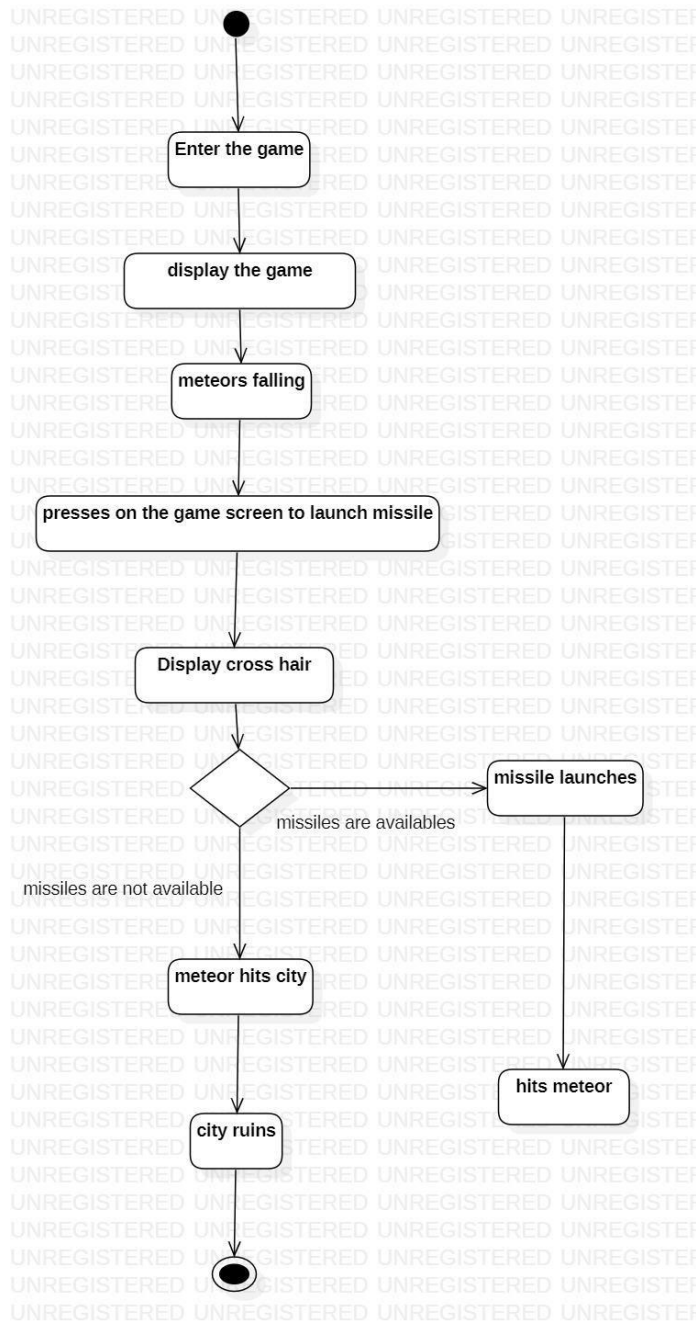 Enter the game
display the game
meteors falling
presses on the game screen to launch missile
Display cross hair
missile launches
missiles are availables
missiles are not available
meteor hits city
hits meteor
city ruins
UNREGISTERED